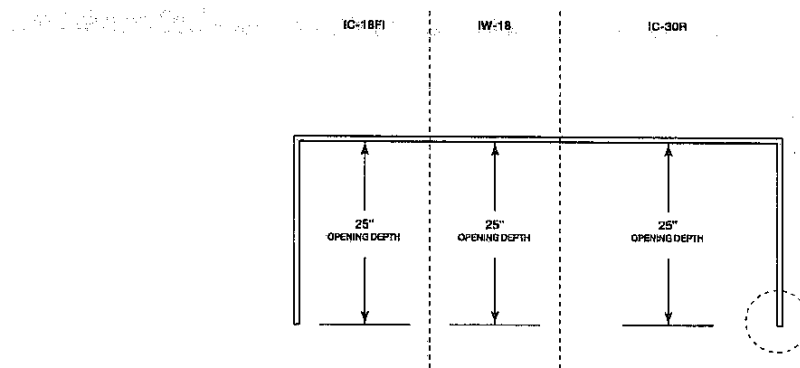 IC-18FI
IW-18
IC-30R
25"
OPENING DEPTH
25"
OPENING DEPTH
25"
OPENING DEPTH